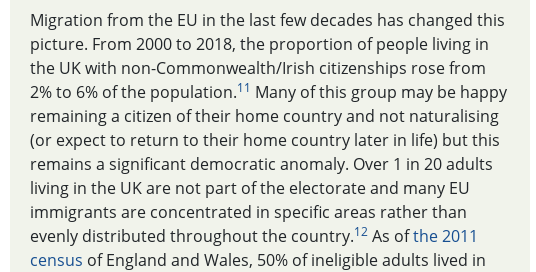 Migration from the EU in the last few decades has changed this
picture. From 2000 to 2018, the proportion of people living in
the UK with non-Commonwealth/Irish citizenships rose from
2% to 6% of the population.11 Many of this group may be happy
remaining a citizen of their home country and not naturalising
(or expect to return to their home country later in life) but this
remains a significant democratic anomaly. Over 1 in 20 adults
living in the UK are not part of the electorate and many EU
immigrants are concentrated in specific areas rather than
evenly distributed throughout the country.12 As of the 2011
census of England and Wales, 50% of ineligible adults lived in